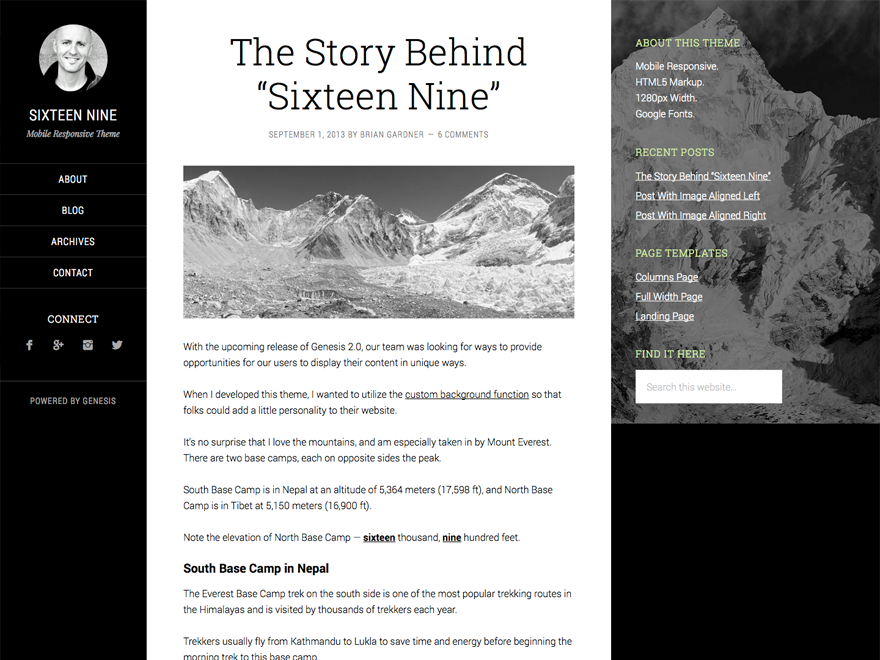 SIXTEEN NINE
Mobile Responsive Theme
ABOUT
BLOG
ARCHIVES
CONTACT
CONNECT
POWERED BY GENESIS
The Story Behind
“Sixteen Nine”
SEPTEMBER 1, 2013 BY BRIAN GARDNER — 6 COMMENTS
With the upcoming release of Genesis 2.0, our team was looking for ways to provide
opportunities for our users to display their content in unique ways.
When I developed this theme, I wanted to utilize the custom background function so that
folks could add a little personality to their website.
It's no surprise that I love the mountains, and am especially taken in by Mount Everest.
There are two base camps, each on opposite sides the peak.
South Base Camp is in Nepal at an altitude of 5,364 meters (17,598 ft), and North Base
Camp is in Tibet at 5,150 meters (16,900 ft).
Note the elevation of North Base Camp — sixteen thousand, nine hundred feet.
South Base Camp in Nepal
The Everest Base Camp trek on the south side is one of the most popular trekking routes in
the Himalayas and is visited by thousands of trekkers each year.
Trekkers usually fly from Kathmandu to Lukla to save time and energy before beginning the
morning trek to this base camp.
ABOUT THIS THEME
Mobile Responsive.
HTML5 Markup.
1280px Width.
Google Fonts.
RECENT POSTS
The Story Behind “Sixteen Nine”
Post With Image Aligned Left
Post With Image Aligned Right
PAGE TEMPLATES
Columns Page
Full Width Page
Landing Page
FIND IT HERE
Search this website…